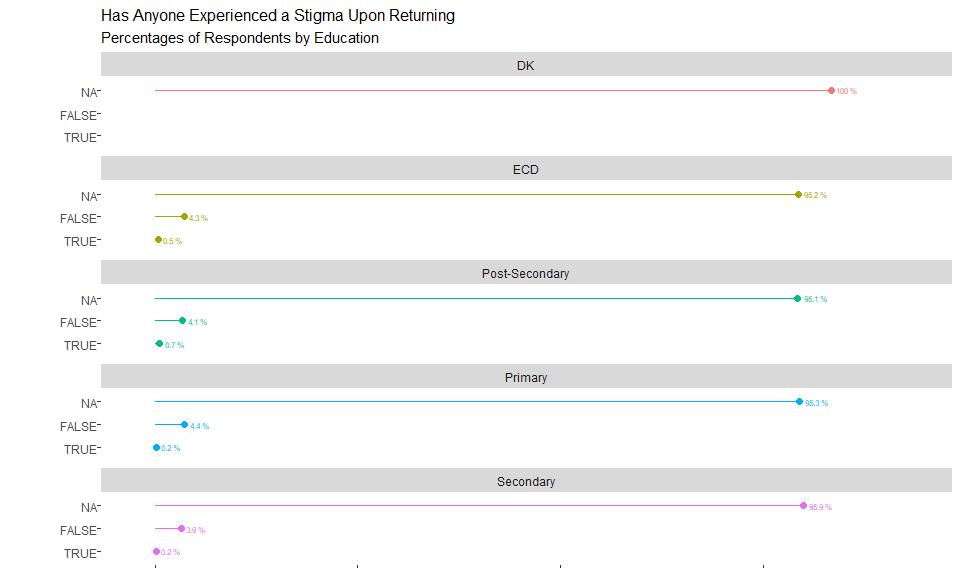 Has Anyone Experienced a Stigma Upon Returning
Percentages of Respondents by Education
DK
NA
100 %
FALSE
TRUE
ECD
NA
95.2 %
FALSE
4.3 %
TRUE
0.5 %
Post-Secondary
NA
95.1 %
FALSE
4.1 %
TRUE
0.7 %
Primary
NA
95.3 %
FALSE
4.4 %
TRUE
0.2 %
Secondary
NA
95.9 %
FALSE
3.9 %
TRUE
0.2 %